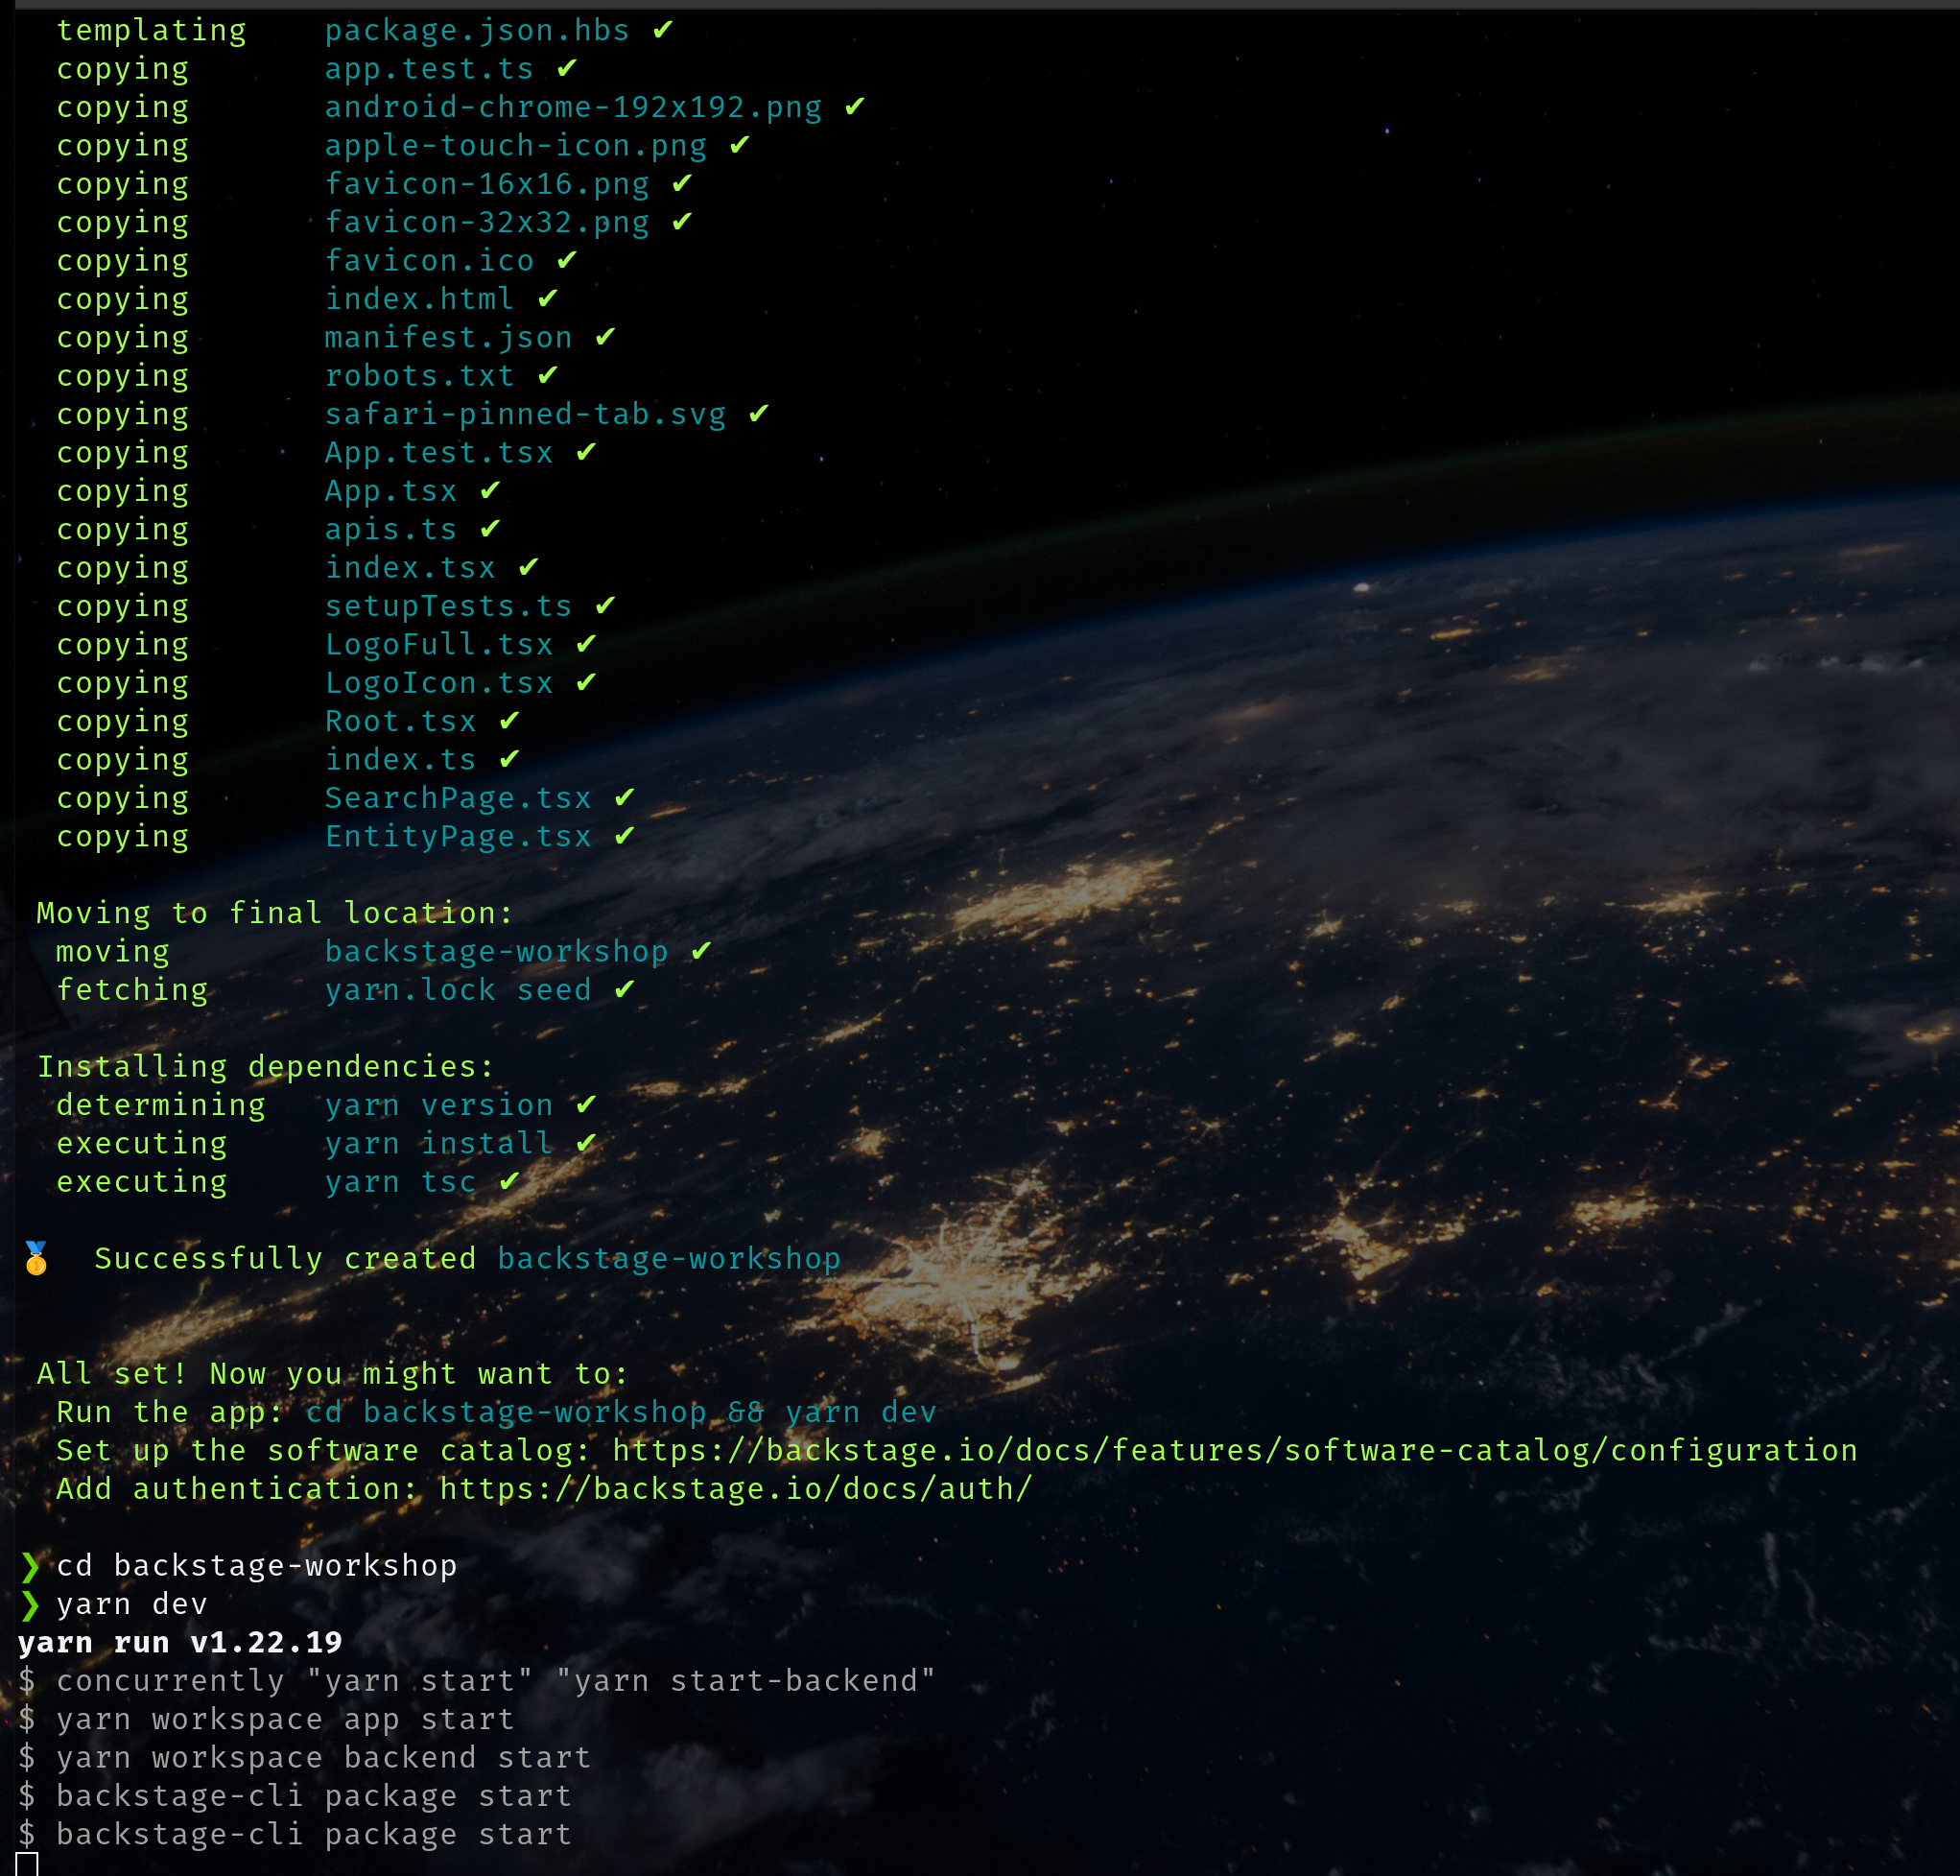 templating package.json.hbs ✔
copying app.test.ts ✔
copying android-chrome-192x192.png ✔
copying apple-touch-icon.png ✔
copying favicon-16x16.png ✔
copying favicon-32x32.png ✔
copying favicon.ico ✔
copying index.html ✔
copying manifest.json ✔
copying robots.txt ✔
copying safari-pinned-tab.svg ✔
copying App.test.tsx ✔
copying App.tsx ✔
copying apis.ts ✔
copying index.tsx ✔
copying setupTests.ts ✔
copying LogoFull.tsx ✔
copying LogoIcon.tsx ✔
copying Root.tsx ✔
copying index.ts ✔
copying SearchPage.tsx ✔
copying EntityPage.tsx ✔
Moving to final location:
moving backstage-workshop ✔
fetching yarn.lock seed ✔
Installing dependencies:
determining yarn version ✔
executing yarn install ✔
executing yarn tsc ✔
🥇 Successfully created backstage-workshop
All set! Now you might want to:
Run the app: cd backstage-workshop && yarn dev
Set up the software catalog: https://backstage.io/docs/features/software-catalog/configuration
Add authentication: https://backstage.io/docs/auth/
❯ cd backstage-workshop
❯ yarn dev
yarn run v1.22.19
$ concurrently "yarn start" "yarn start-backend"
$ yarn workspace app start
$ yarn workspace backend start
$ backstage-cli package start
$ backstage-cli package start